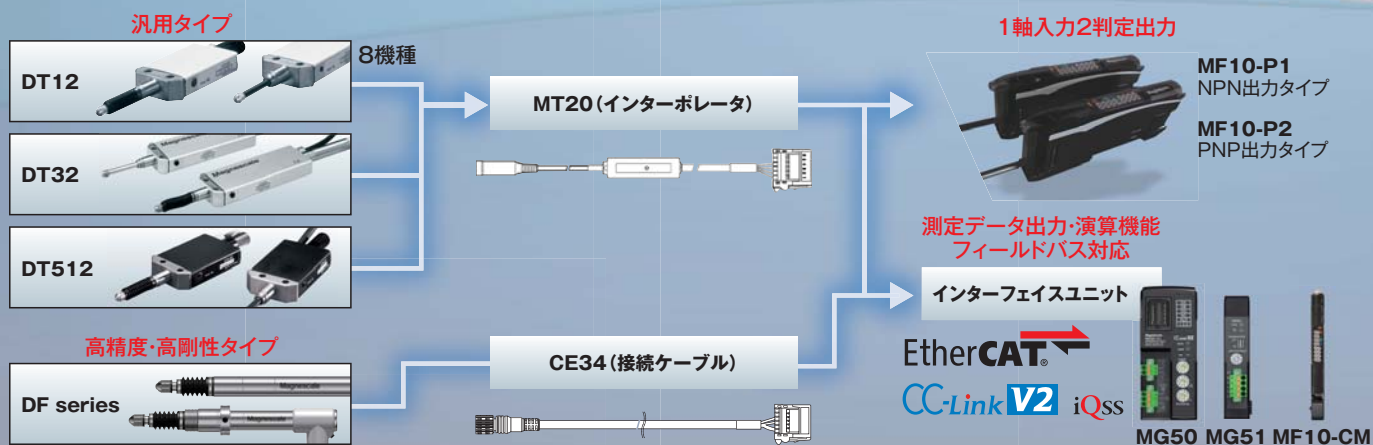 汎用タイプ
DT12
8機種
DT32
Magnescale
DT512
高精度・高剛性タイプ
DF series
Magnescale
Magnescale
MT20(インターポレータ)
CE34(接続ケーブル)
1軸入力2判定出力
MF10-P1
NPN出力タイプ
MF10-P2
PNP出力タイプ
測定データ出力・演算機能
フィールドバス対応
インターフェイスユニット
EtherCAT®
CC-Link V2 iQss
MG50 MG51 MF10-CM